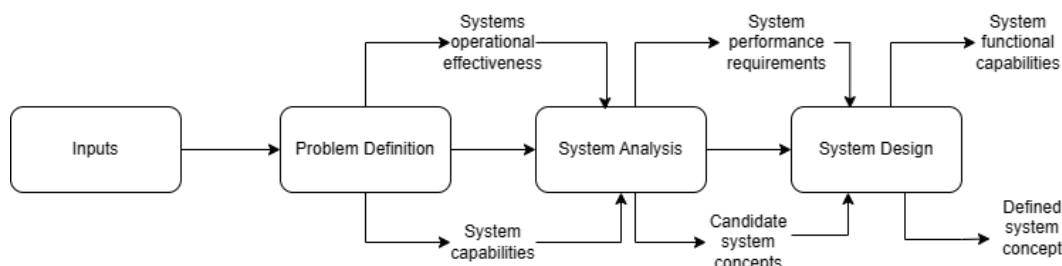 Systems
operational
effectiveness
System
performance
requirements
System
functional
capabilities
Inputs
Problem Definition
System Analysis
System Design
System
capabilities
Candidate
system
concepts
Defined
system
concept